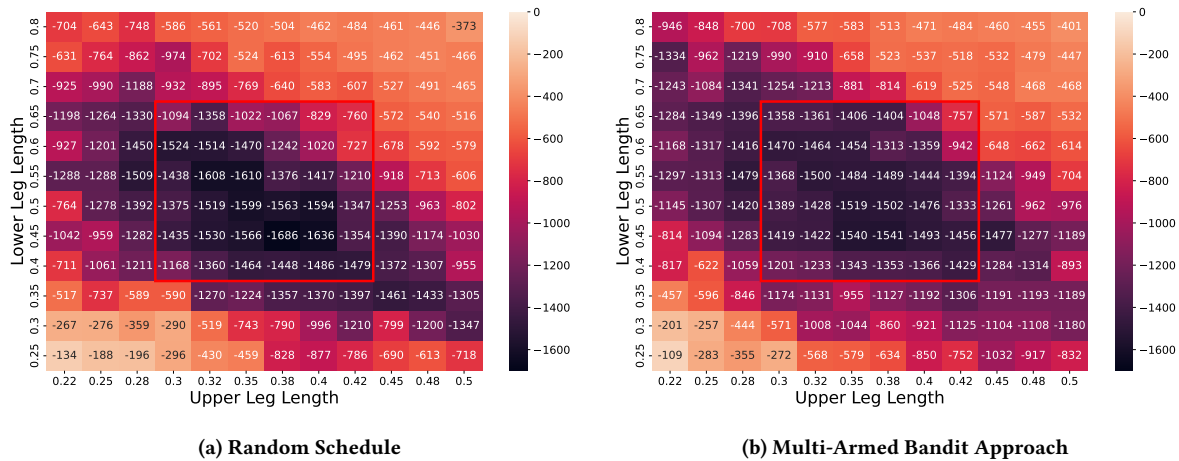 0.8 -704 -643 -748 -586 -561 -520 -551 -484 -511 -461 -446 -373
0.75 -631 -764 -862 -974 -702 -524 -613 -554 -495 -462 -451 -466
0.7 -925 -990 -1188 -932 -895 -769 -640 -583 -607 -527 -491 -465
0.65 -1198 -1264 -1330 -1094 -1358 -1022 -1067 -829 -760 -572 -540 -516
0.6 -927 -1201 -1450 -1524 -1514 -1470 -1242 -1020 -727 -678 -592 -579
0.55 -1288 -1288 -1509 -1438 -1608 -1610 -1376 -1417 -1210 -918 -713 -606
0.5 -764 -1278 -1392 -1375 -1519 -1599 -1563 -1594 -1347 -1253 -963 -802
0.45 -1042 -959 -1282 -1435 -1530 -1566 -1686 -1636 -1354 -1390 -1174 -1030
0.4 -711 -1061 -1211 -1168 -1360 -1464 -1448 -1486 -1479 -1372 -1307 -955
0.35 -517 -737 -589 -590 -1270 -1224 -1357 -1370 -1397 -1461 -1433 -1305
0.3 -267 -276 -359 -290 -519 -743 -790 -996 -1210 -799 -1200 -1347
0.25 -134 -188 -196 -296 -430 -459 -828 -877 -786 -690 -613 -718
0.22 0.25 0.28 0.3 0.32 0.35 0.38 0.4 0.42 0.45 0.48 0.5
Lower Leg Length
Upper Leg Length
0
−200
−400
−600
−800
−1000
−1200
−1400
−1600
(a) Random Schedule
0.8 -946 -848 -700 -708 -577 -583 -513 -471 -484 -460 -455 -401
0.75 -1334 -962 -1219 -990 -910 -658 -568 -524 -518 -532 -479 -447
0.7 -1243 -1084 -1341 -1254 -1213 -881 -814 -619 -525 -548 -468 -468
0.65 -1284 -1349 -1396 -1358 -1361 -1406 -1404 -1048 -757 -571 -587 -532
0.6 -1168 -1317 -1416 -1470 -1464 -1454 -1313 -1359 -942 -648 -662 -614
0.55 -1297 -1313 -1479 -1368 -1500 -1484 -1489 -1444 -1394 -1124 -949 -704
0.5 -1145 -1307 -1420 -1389 -1428 -1519 -1502 -1476 -1333 -1261 -962 -976
0.45 -814 -1094 -1283 -1419 -1422 -1540 -1541 -1493 -1456 -1477 -1277 -1189
0.4 -817 -622 -1059 -1201 -1233 -1343 -1353 -1366 -1429 -1284 -1314 -893
0.35 -457 -596 -846 -1174 -1131 -955 -1127 -1192 -1306 -1191 -1193 -1189
0.3 -201 -257 -444 -571 -1008 -1044 -860 -921 -1125 -1104 -1108 -1180
0.25 -109 -283 -355 -272 -568 -579 -634 -850 -752 -1032 -917 -832
0.22 0.25 0.28 0.3 0.32 0.35 0.38 0.4 0.42 0.45 0.48 0.5
Lower Leg Length
Upper Leg Length
0
−200
−400
−600
−800
−1000
−1200
−1400
−1600
(b) Multi-Armed Bandit Approach